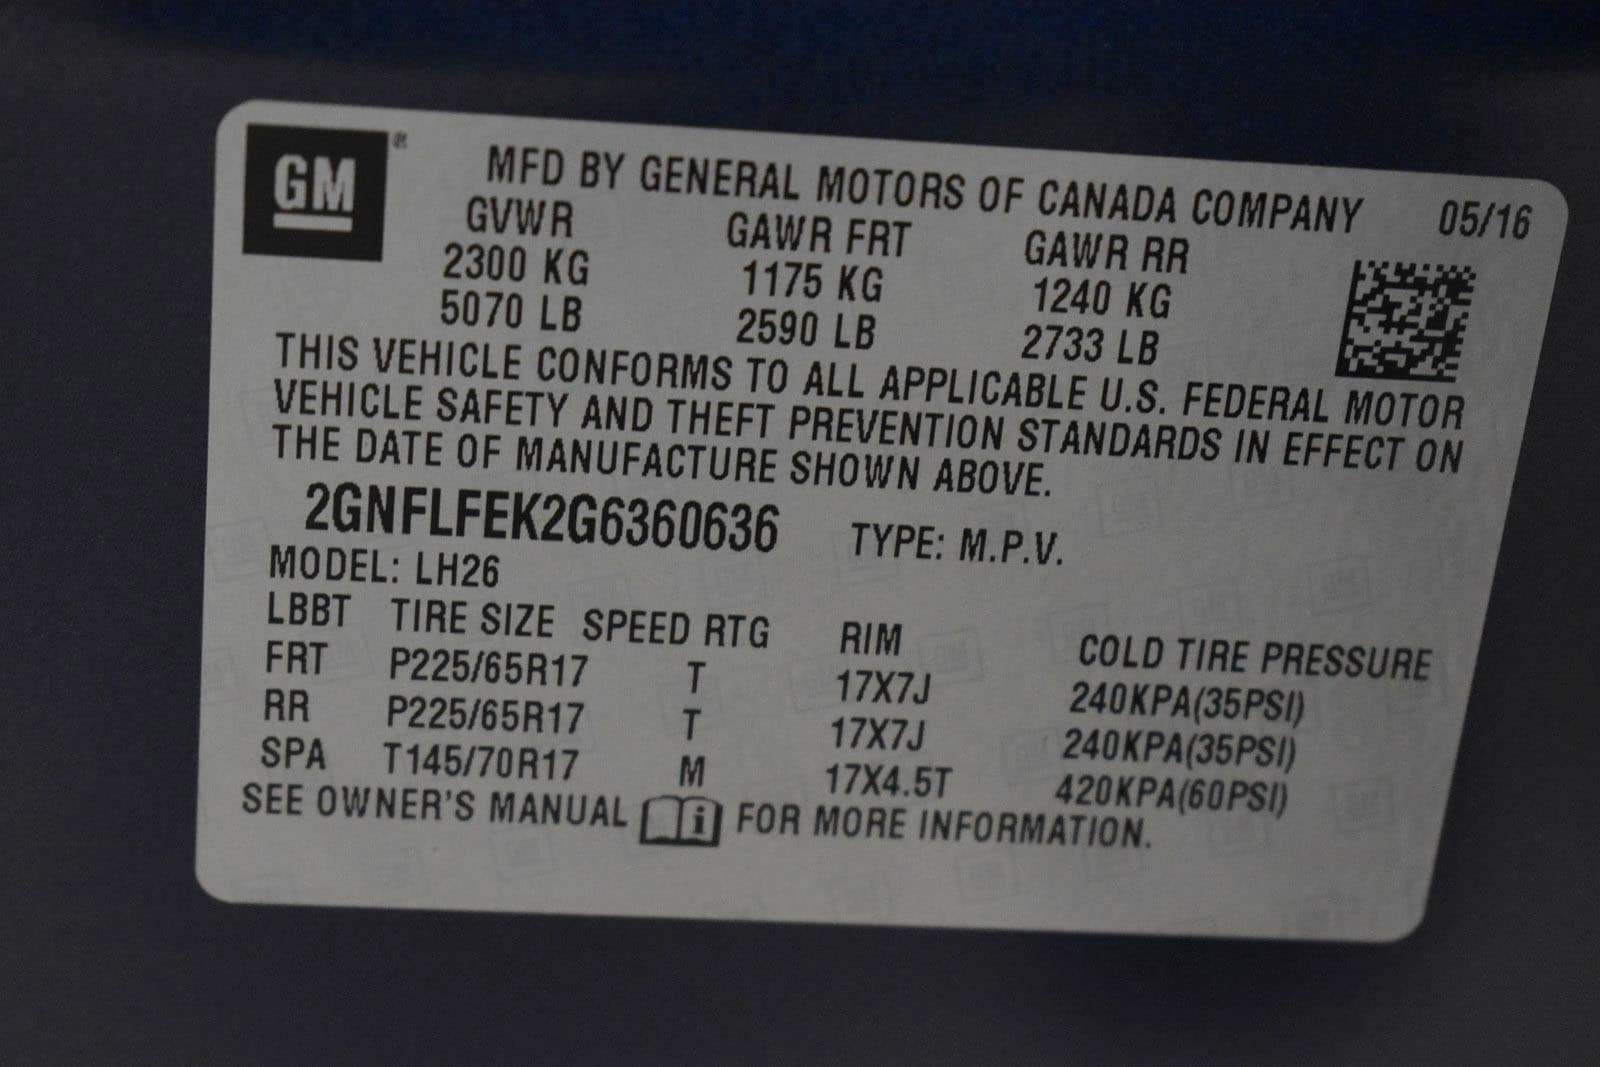 GM® MFD BY GENERAL MOTORS OF CANADA COMPANY 05/16
GVWR GAWR FRT GAWR RR
2300 KG 1175 KG 1240 KG
5070 LB 2590 LB 2733 LB
THIS VEHICLE CONFORMS TO ALL APPLICABLE U.S. FEDERAL MOTOR
VEHICLE SAFETY AND THEFT PREVENTION STANDARDS IN EFFECT ON
THE DATE OF MANUFACTURE SHOWN ABOVE.
2GNFLFEK2G6360636 TYPE: M.P.V.
MODEL: LH26
LBBT TIRE SIZE SPEED RTG RIM COLD TIRE PRESSURE
FRT P225/65R17 T 17X7J 240KPA(35PSI)
RR P225/65R17 T 17X7J 240KPA(35PSI)
SPA T145/70R17 M 17X4.5T 420KPA(60PSI)
SEE OWNER'S MANUAL i FOR MORE INFORMATION.